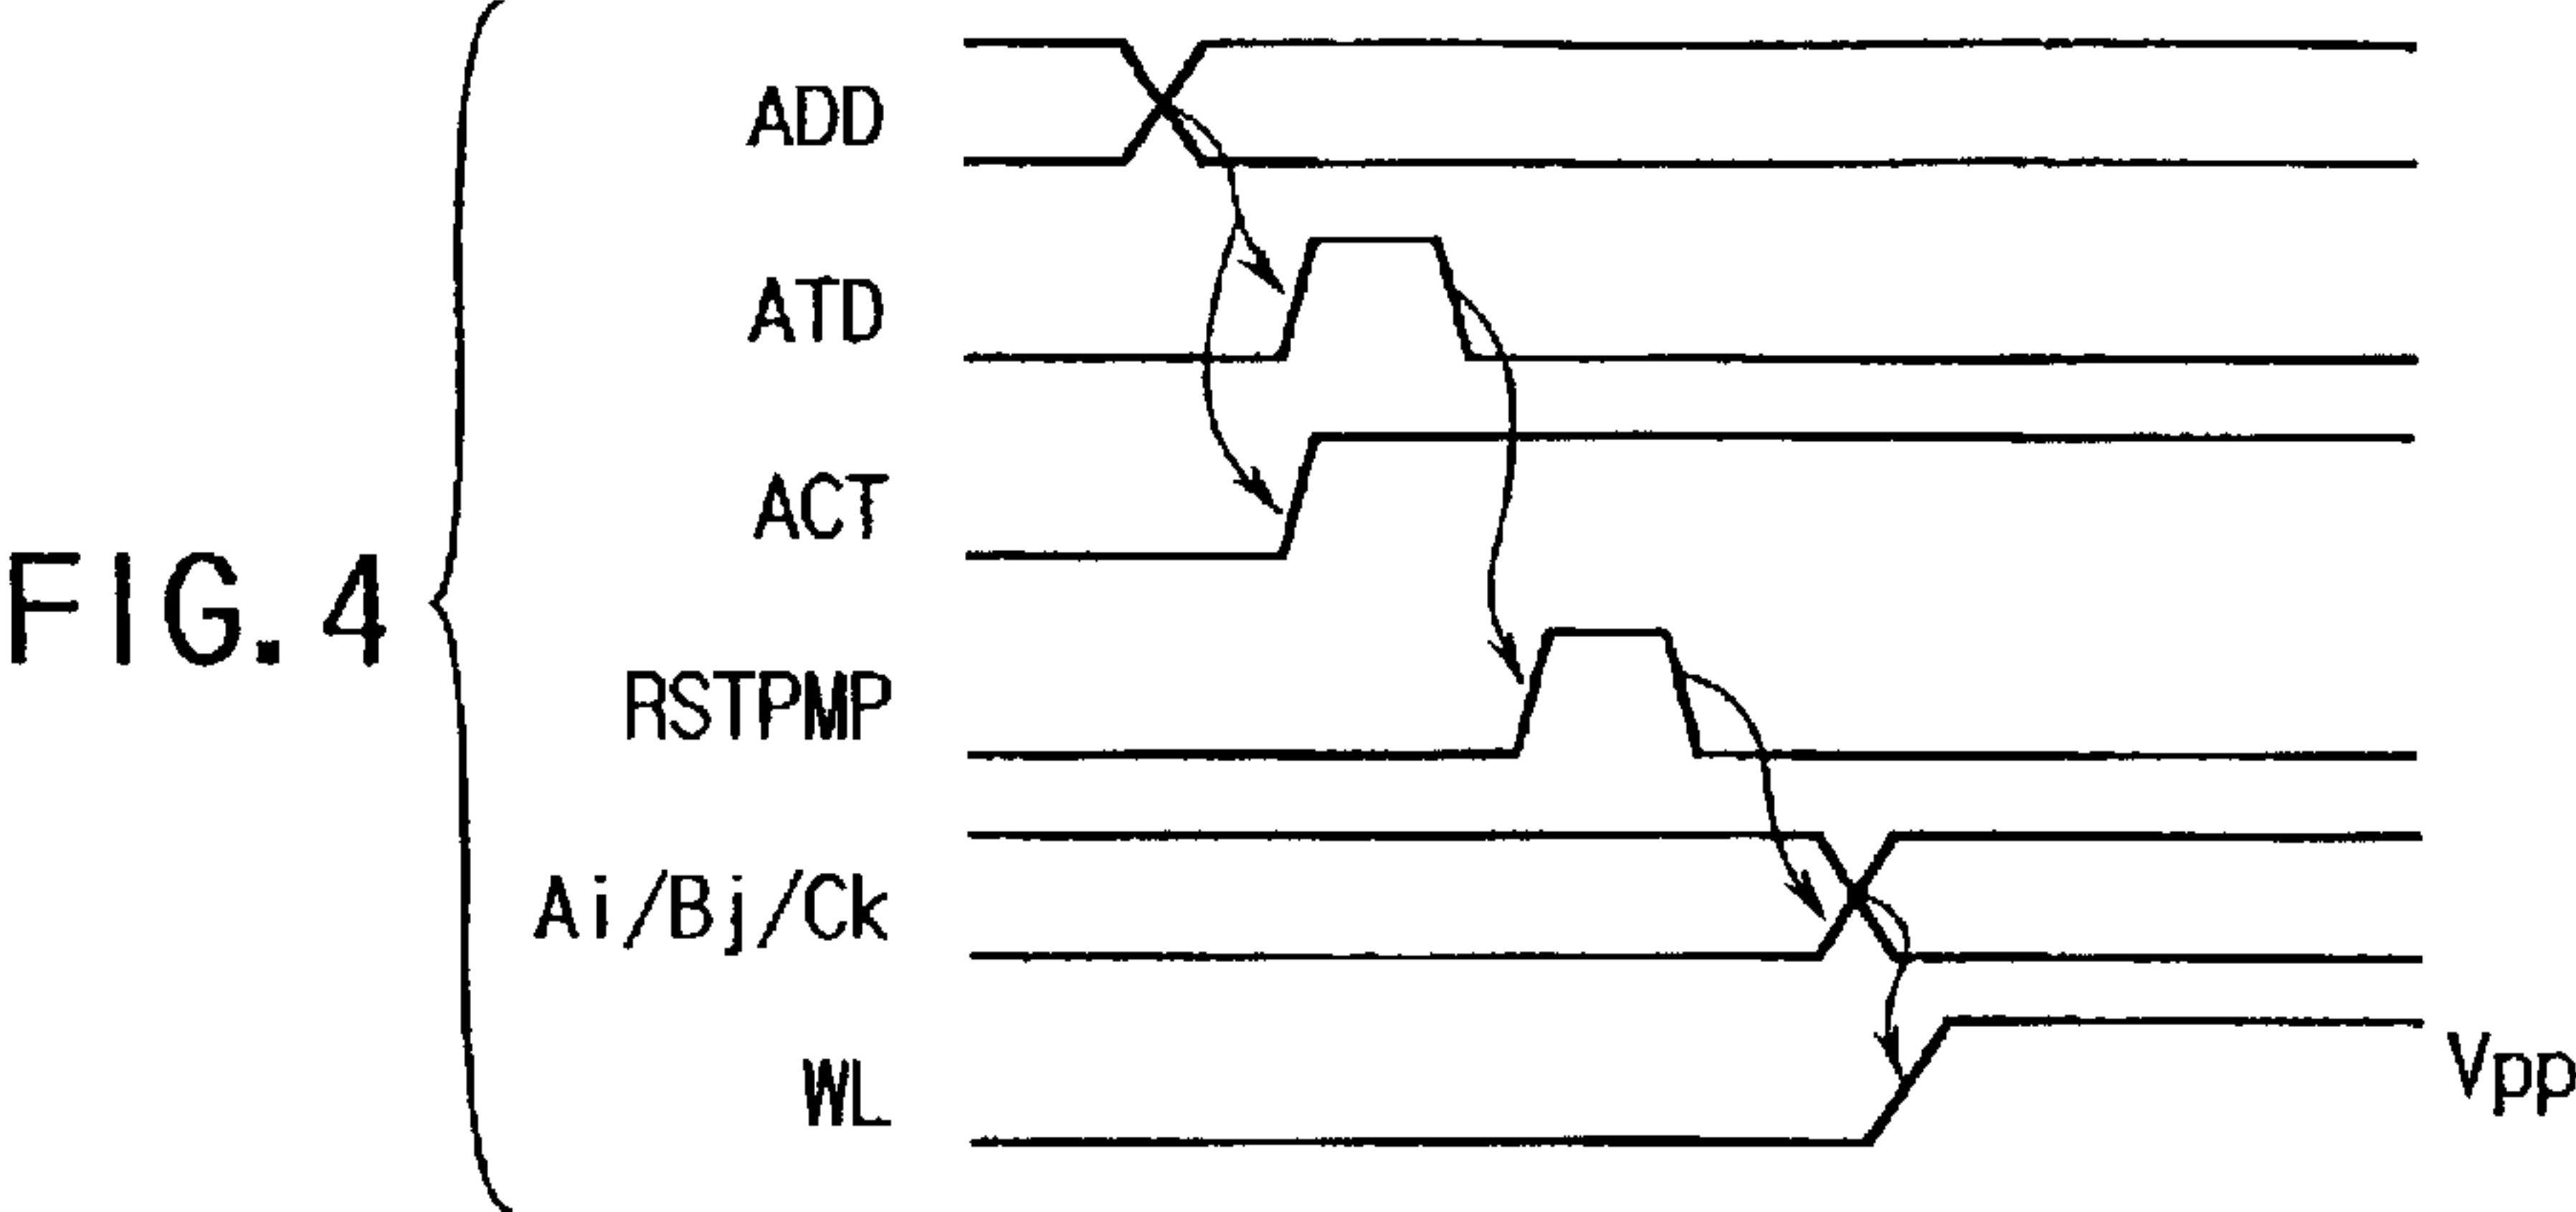 FIG.4
ADD
ATD
ACT
RSTPMP
Ai/Bj/Ck
WL
Vpp